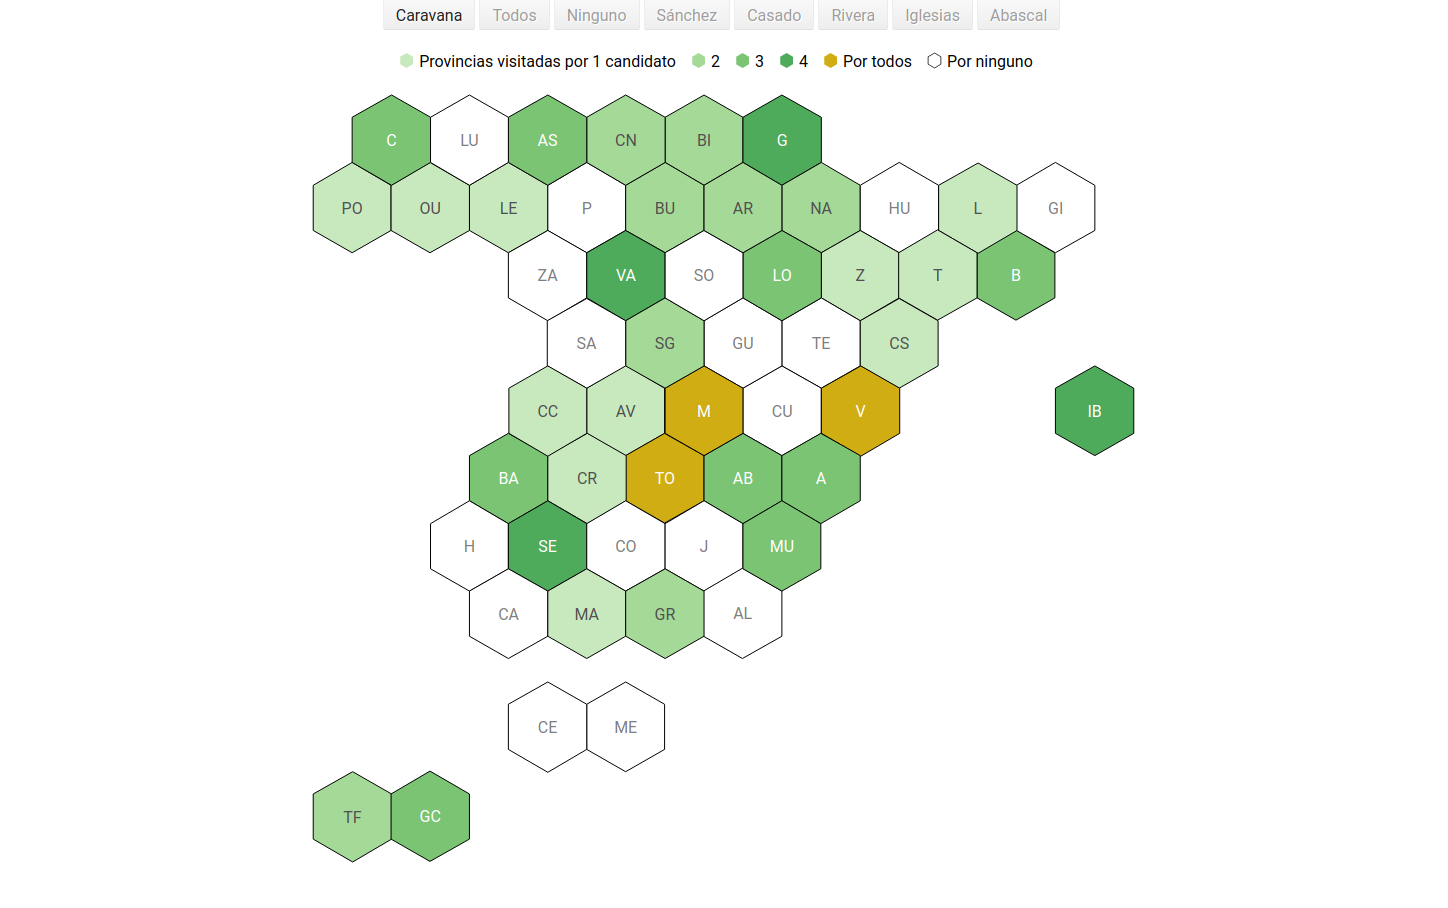 Caravana Todos Ninguno Sánchez Casado Rivera Iglesias Abascal
Provincias visitadas por 1 candidato 2 3 4 Por todos Por ninguno
C LU AS CN BI G
PO OU LE P BU AR NA HU L GI
ZA VA SO LO Z T B
SA SG GU TE CS
CC AV M CU V IB
BA CR TO AB A
H SE CO J MU
CA MA GR AL
CE ME
TF GC